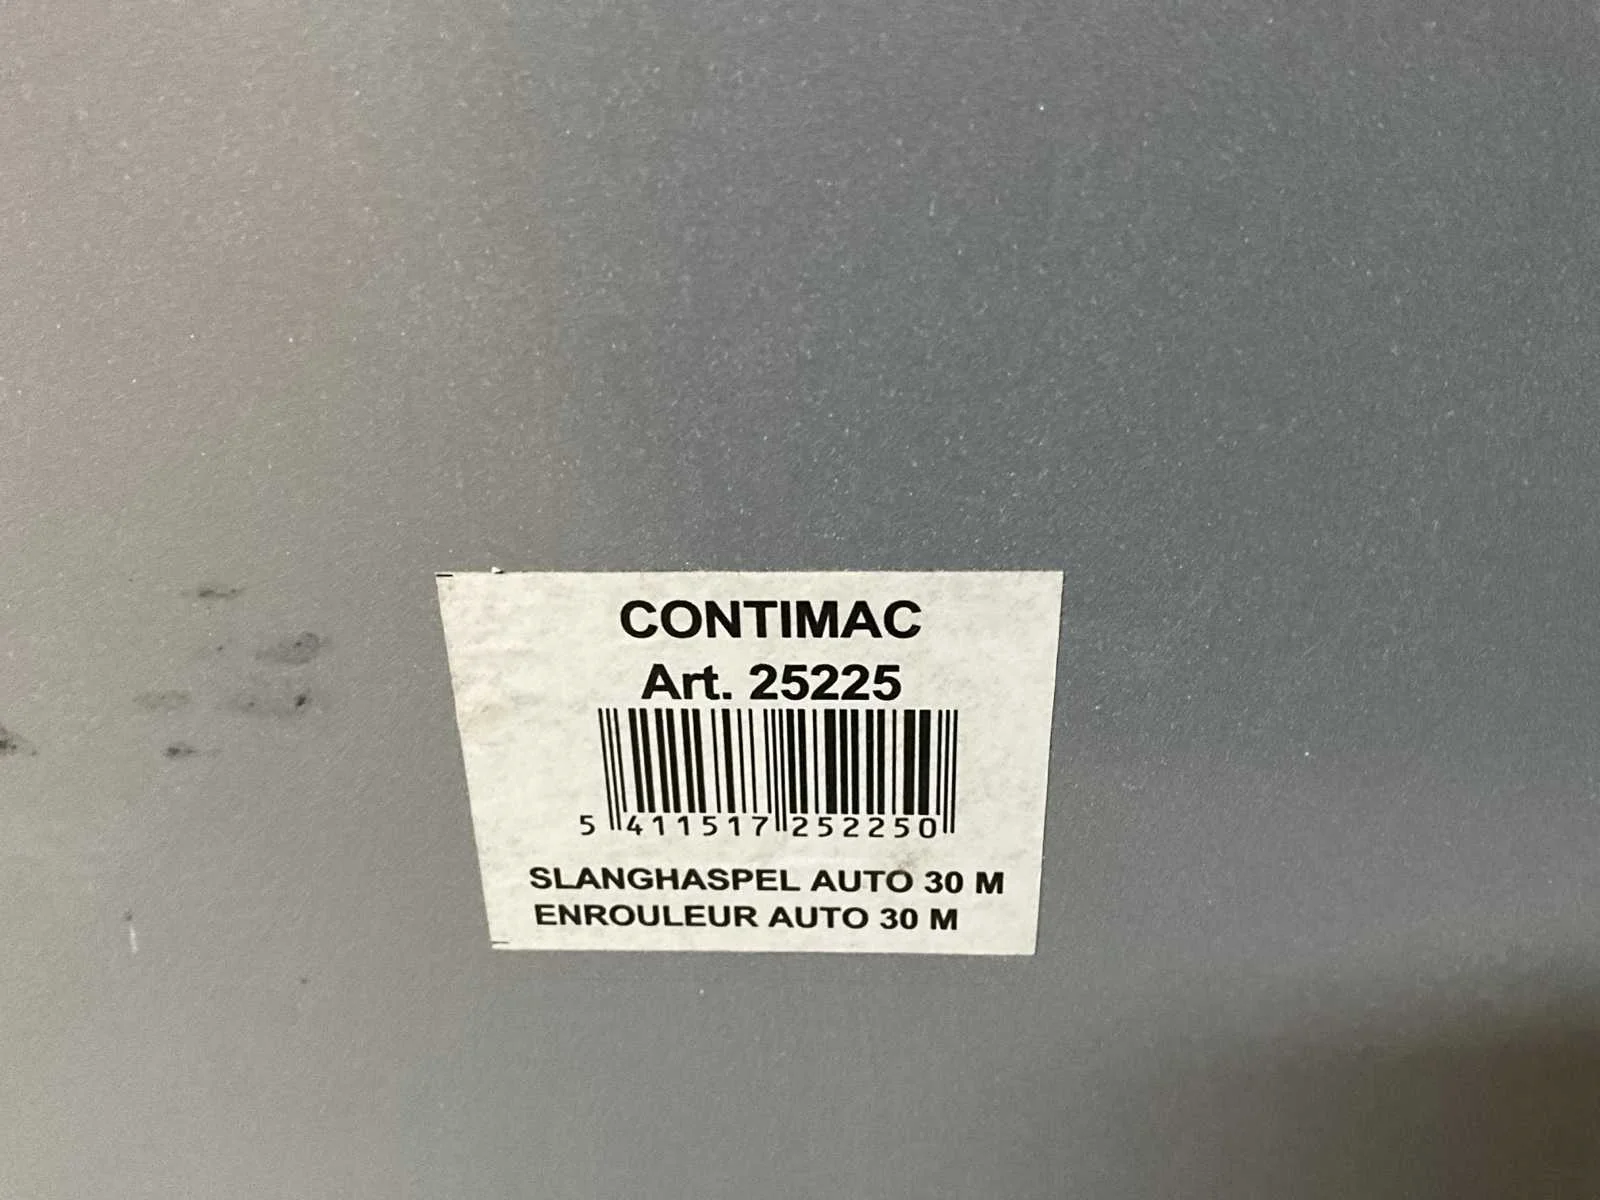 CONTIMAC
Art. 25225
5 411517 252250
SLANGHASPEL AUTO 30 M
ENROULEUR AUTO 30 M